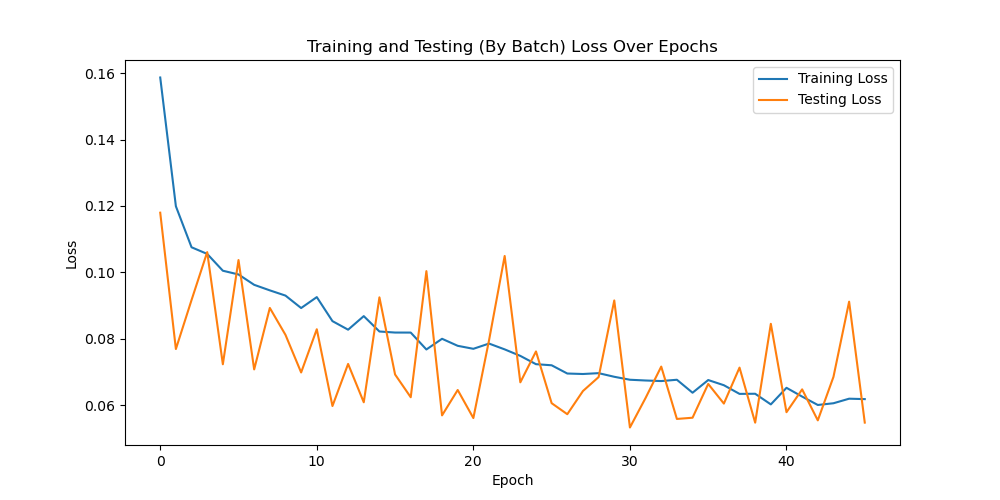 Training and Testing (By Batch) Loss Over Epochs
Training Loss
Testing Loss
0.16
0.14
0.12
0.10
0.08
0.06
Loss
0 10 20 30 40
Epoch